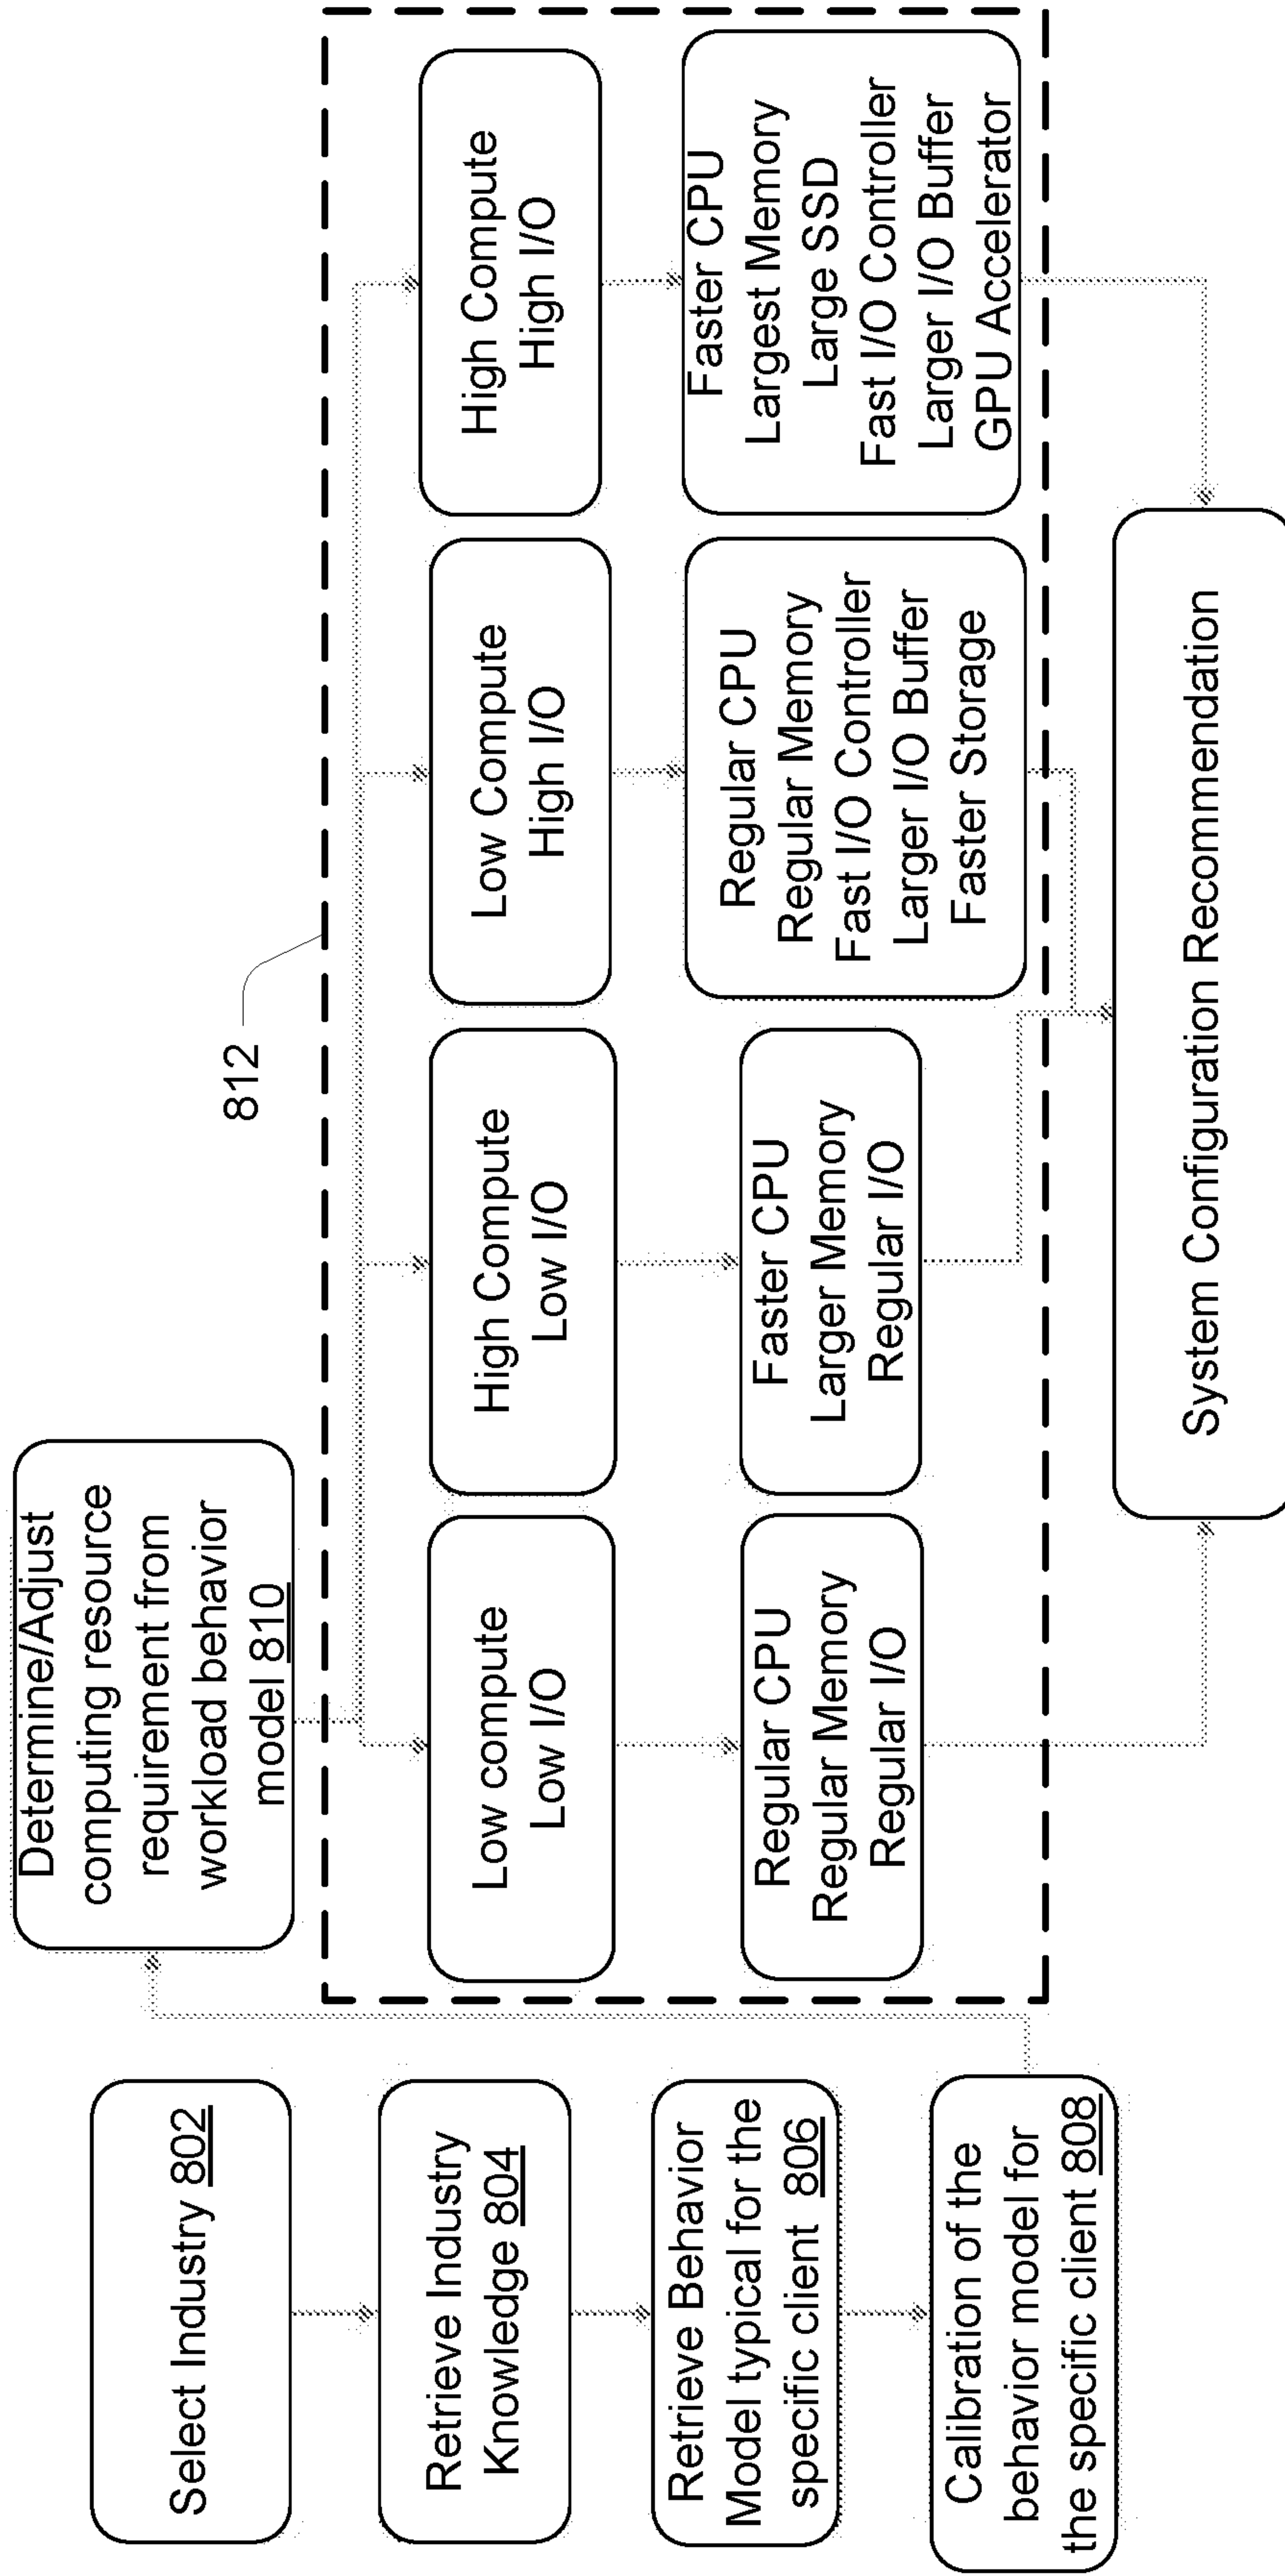 Select Industry 802
Retrieve Industry
Knowledge 804
Retrieve Behavior
Model typical for the
specific client 806
Calibration of the
behavior model for
the specific client 808
Determine/Adjust
computing resource
requirement from
workload behavior
model 810
812
Low compute
Low I/O
High Compute
Low I/O
Low Compute
High I/O
High Compute
High I/O
Regular CPU
Regular Memory
Regular I/O
Faster CPU
Larger Memory
Regular I/O
Regular CPU
Regular Memory
Fast I/O Controller
Larger I/O Buffer
Faster Storage
Faster CPU
Largest Memory
Large SSD
Fast I/O Controller
Larger I/O Buffer
GPU Accelerator
System Configuration Recommendation